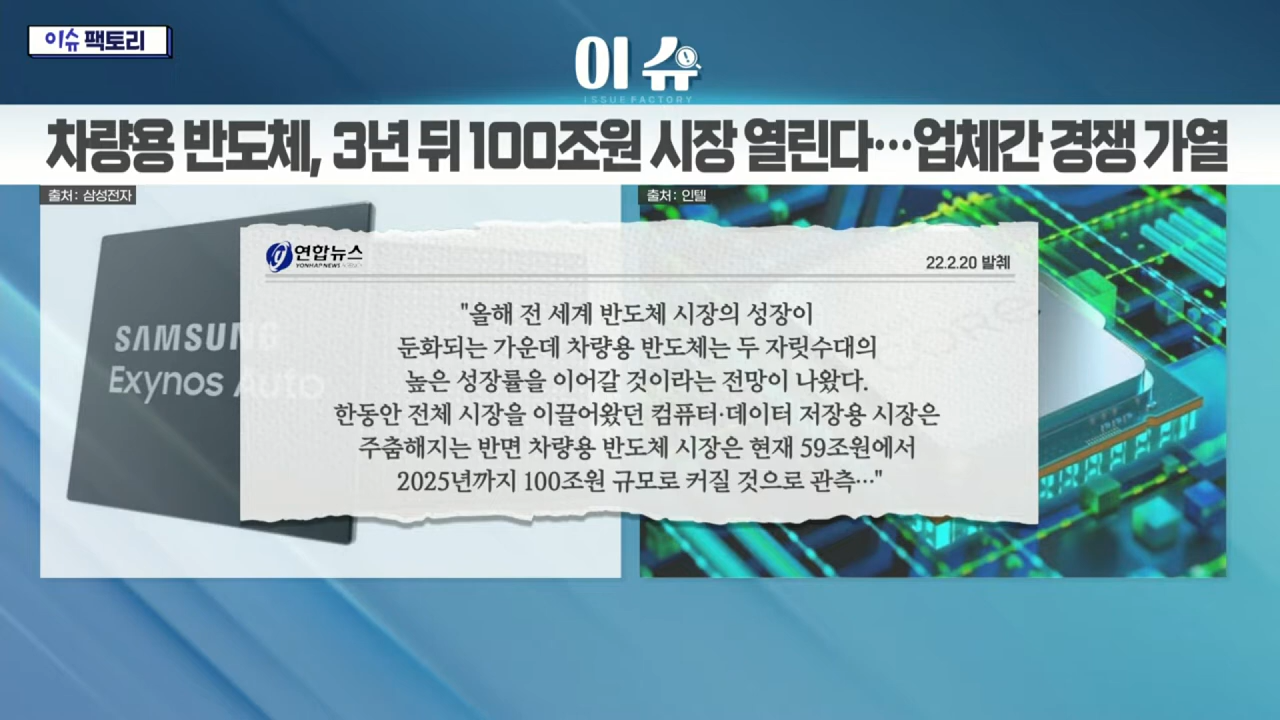 이슈 팩토리
이슈
ISSUE FACTORY
차량용 반도체, 3년 뒤 100조원 시장 열린다…업체간 경쟁 가열
출처: 삼성전자
출처: 인텔
SAMSUNG
Exynos Auto
연합뉴스
YONHAP NEWS AGENCY
22.2.20 발췌
"올해 전 세계 반도체 시장의 성장이
둔화되는 가운데 차량용 반도체는 두 자릿수대의
높은 성장률을 이어갈 것이라는 전망이 나왔다.
한동안 전체 시장을 이끌어왔던 컴퓨터·데이터 저장용 시장은
주춤해지는 반면 차량용 반도체 시장은 현재 59조원에서
2025년까지 100조원 규모로 커질 것으로 관측…"